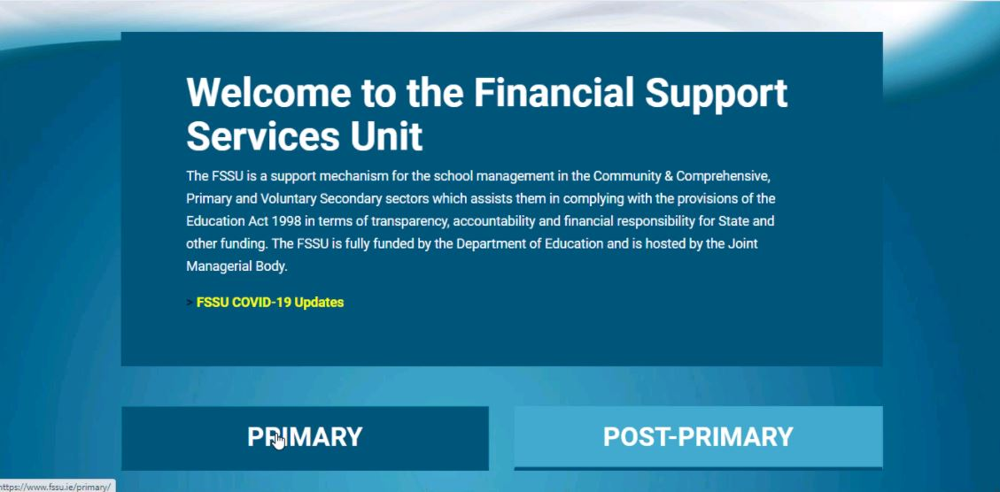 Welcome to the Financial Support
Services Unit
The FSSU is a support mechanism for the school management in the Community & Comprehensive,
Primary and Voluntary Secondary sectors which assists them in complying with the provisions of the
Education Act 1998 in terms of transparency, accountability and financial responsibility for State and
other funding. The FSSU is fully funded by the Department of Education and is hosted by the Joint
Managerial Body.
> FSSU COVID-19 Updates
PRIMARY
POST-PRIMARY
https://www.fssu.ie/primary/